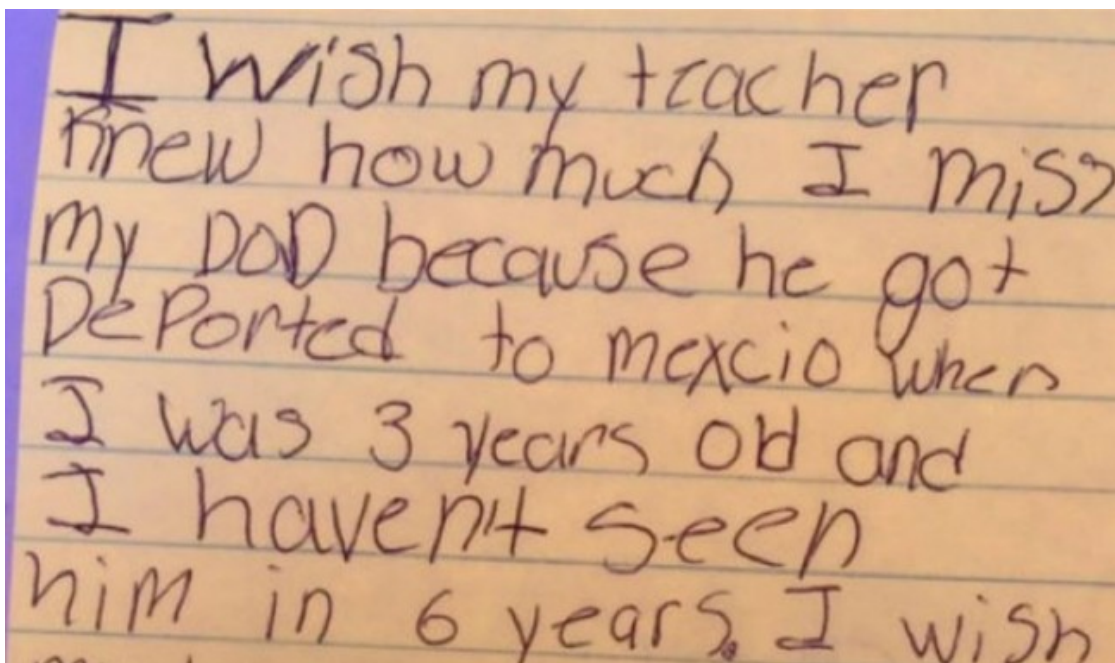 I wish my teacher
knew how much I miss
my DaD because he got
DePorted to mexcio when
I was 3 years old and
I haven't seen
him in 6 years. I wish